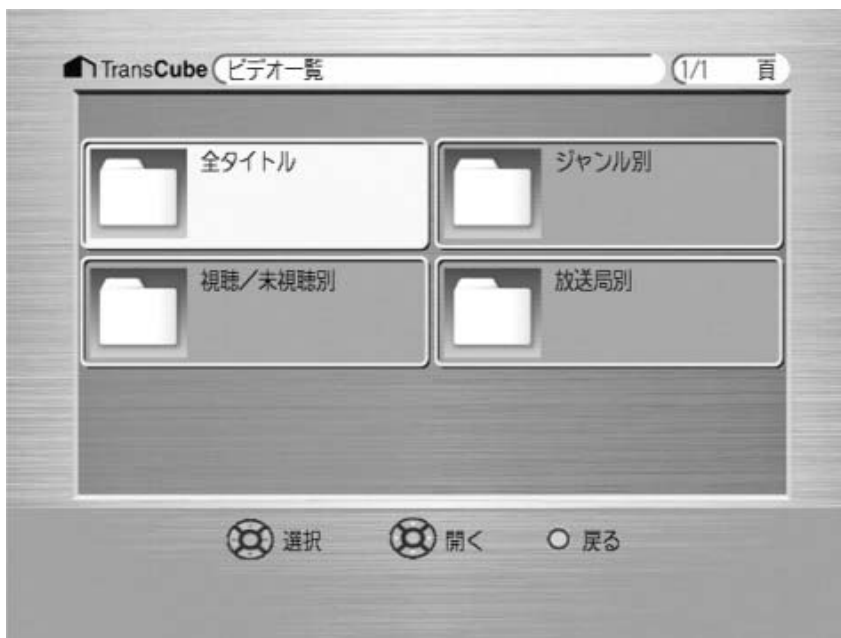 TransCube ビデオ一覧 1/1 頁
全タイトル ジャンル別
視聴／未視聴別 放送局別
選択 開く 戻る